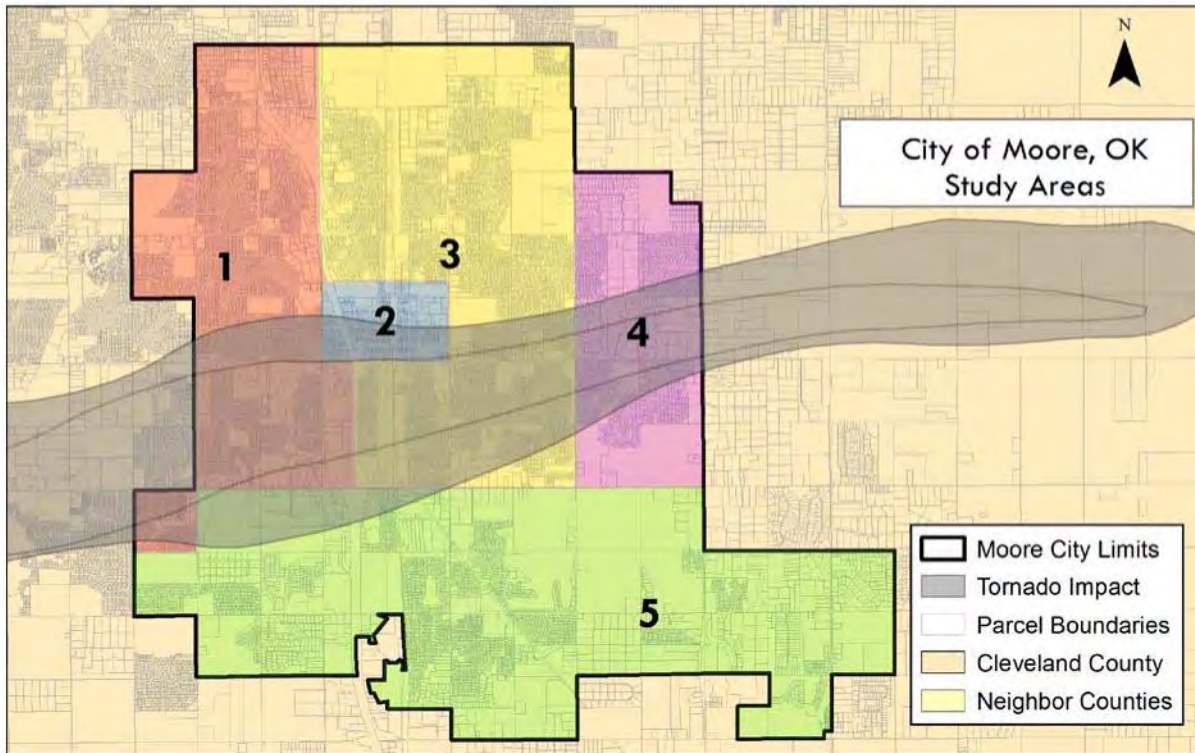 N
City of Moore, OK
Study Areas
1
3
2
4
5
Moore City Limits
Tornado Impact
Parcel Boundaries
Cleveland County
Neighbor Counties